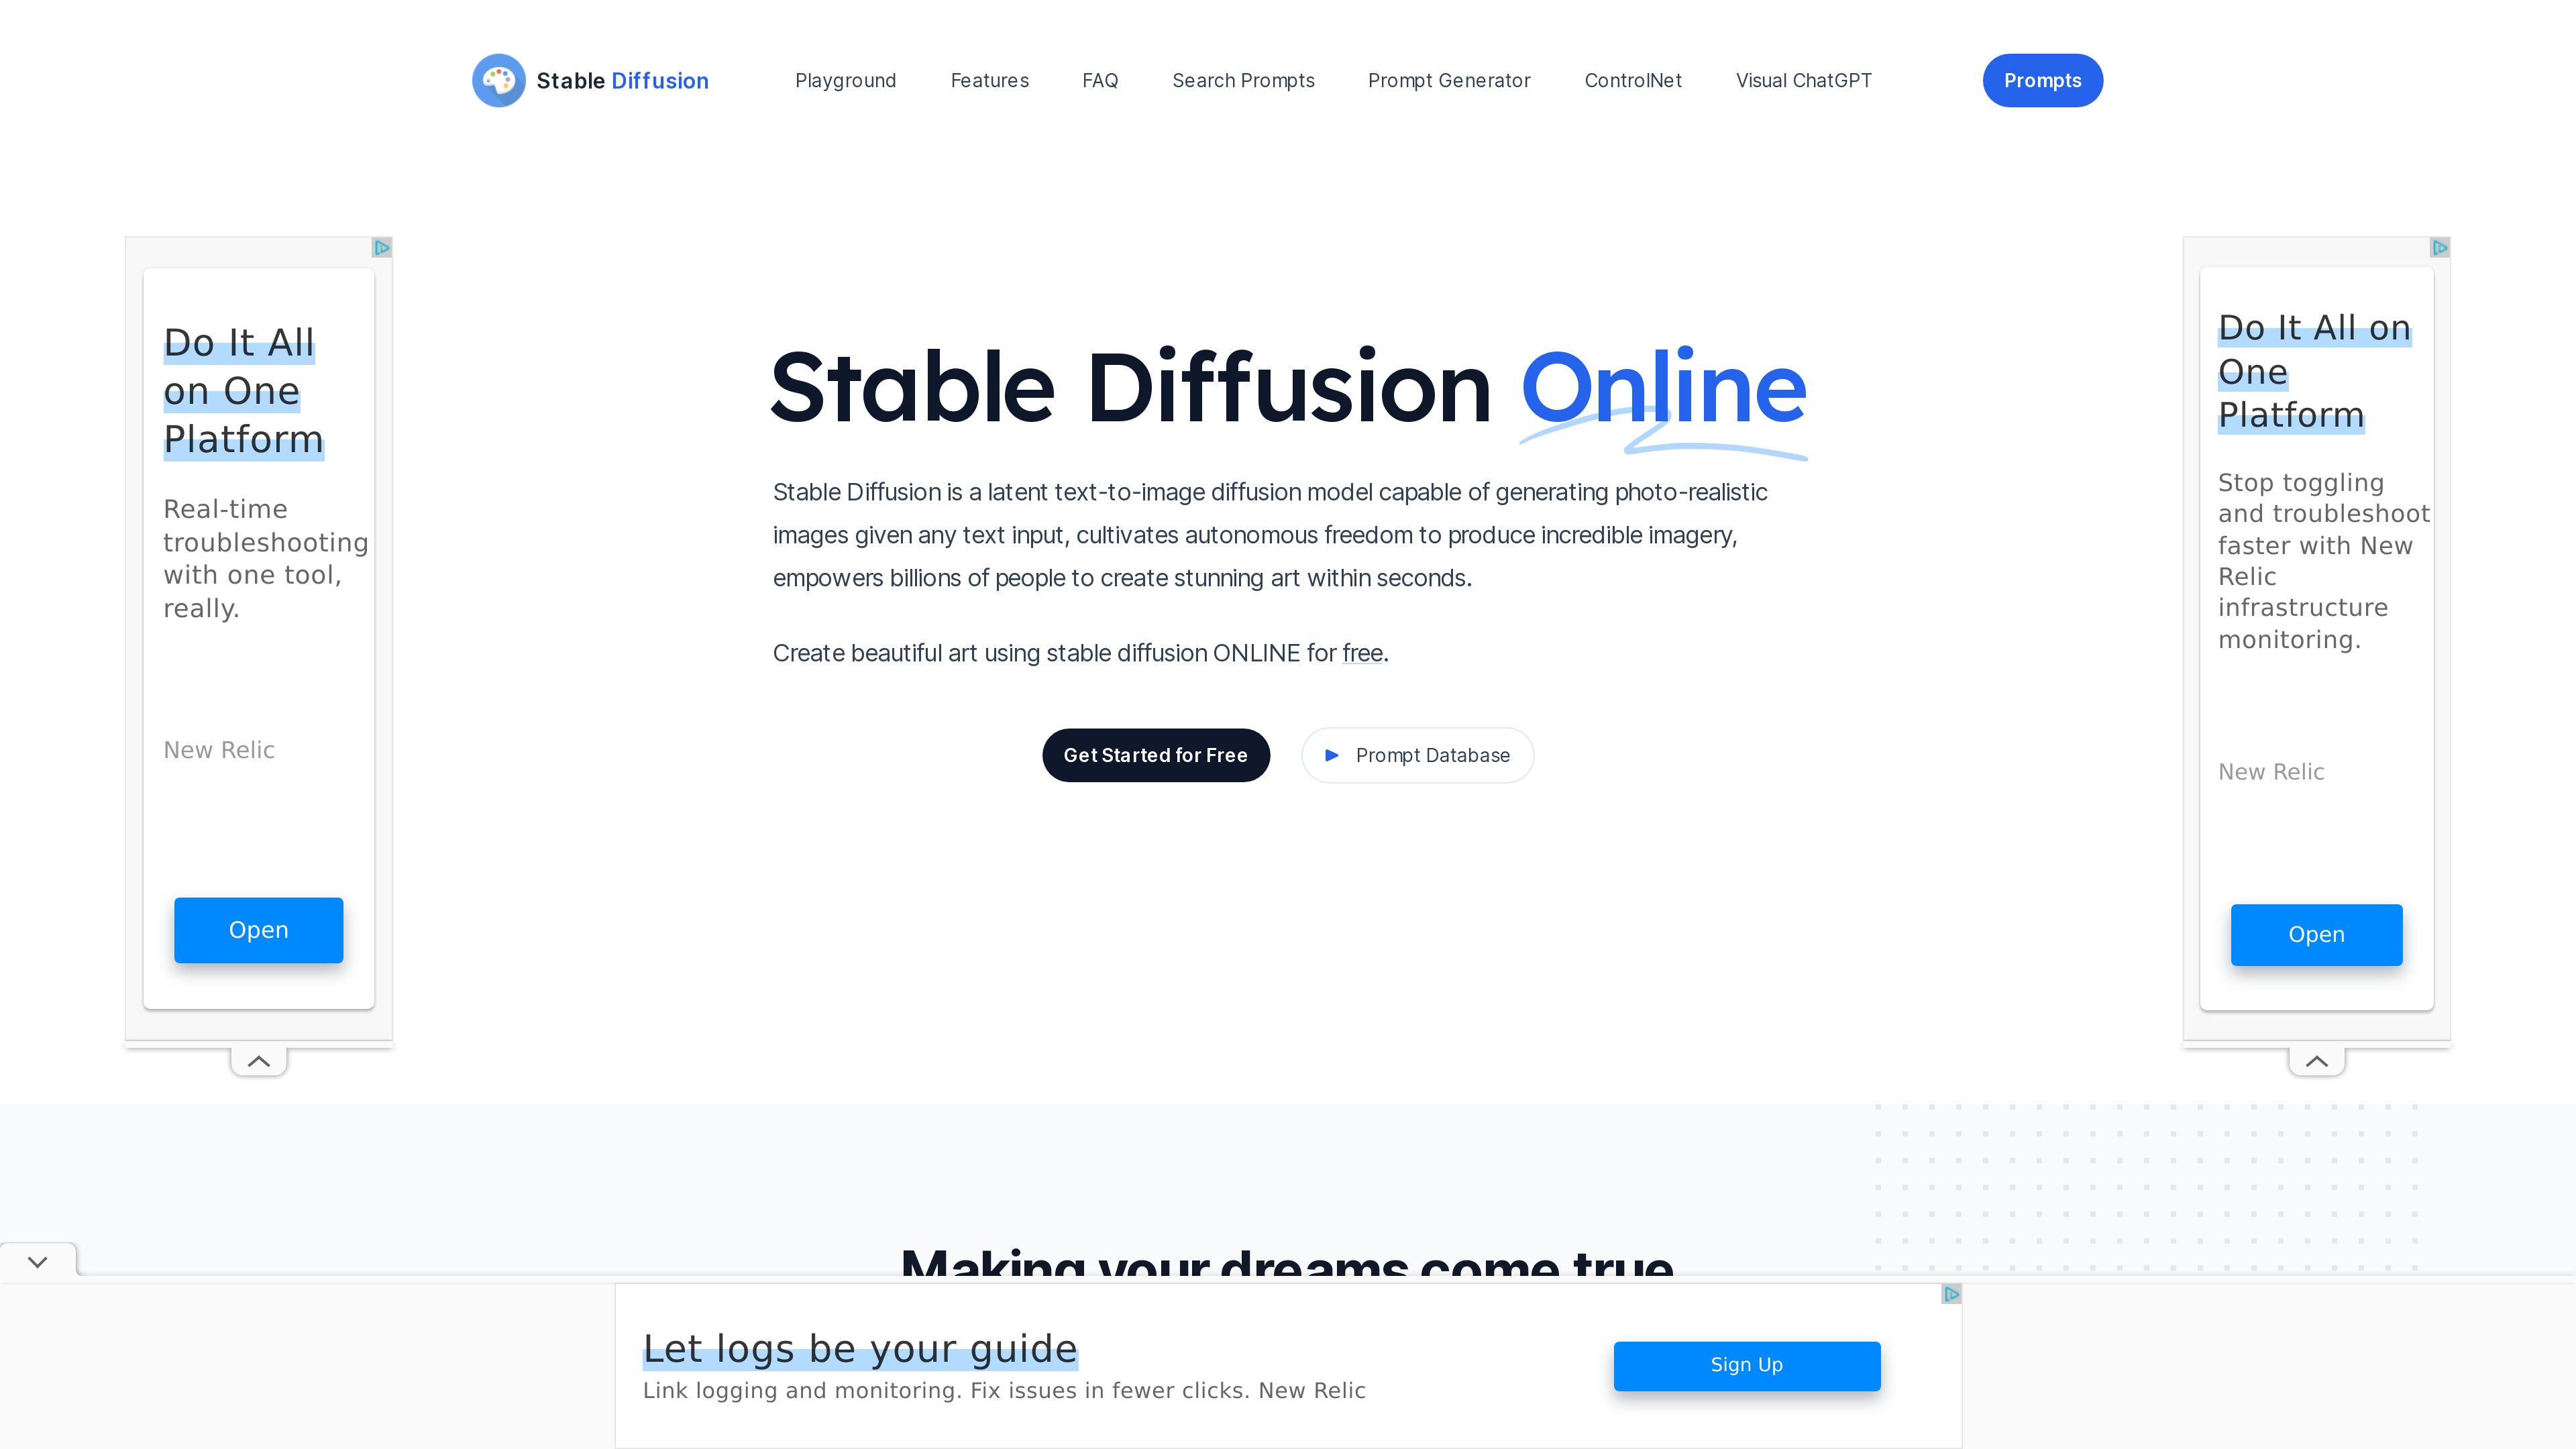 Stable Diffusion
Playground
Features
FAQ
Search Prompts
Prompt Generator
ControlNet
Visual ChatGPT
Prompts
Do It All
on One
Platform
Real-time
troubleshooting
with one tool,
really.
New Relic
Open
Stable Diffusion Online
Stable Diffusion is a latent text-to-image diffusion model capable of generating photo-realistic
images given any text input, cultivates autonomous freedom to produce incredible imagery,
empowers billions of people to create stunning art within seconds.
Create beautiful art using stable diffusion ONLINE for free.
Get Started for Free
Prompt Database
Do It All on
One
Platform
Stop toggling
and troubleshoot
faster with New
Relic
infrastructure
monitoring.
New Relic
Open
Making your dreams come true
Let logs be your guide
Link logging and monitoring. Fix issues in fewer clicks. New Relic
Sign Up